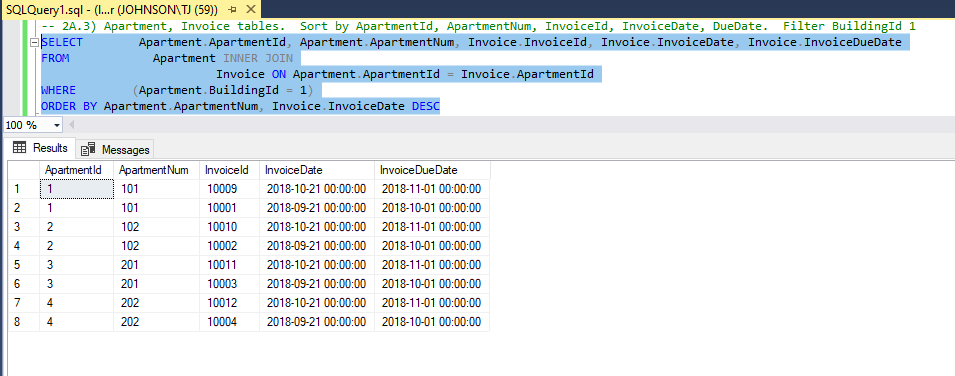 SQLQuery1.sql - (l...r (JOHNSON\TJ (59))
-- 2A.3) Apartment, Invoice tables.  Sort by ApartmentId, ApartmentNum, InvoiceId, InvoiceDate, DueDate.  Filter BuildingId 1
SELECT Apartment.ApartmentId, Apartment.ApartmentNum, Invoice.InvoiceId, Invoice.InvoiceDate, Invoice.InvoiceDueDate
FROM Apartment INNER JOIN
Invoice ON Apartment.ApartmentId = Invoice.ApartmentId
WHERE (Apartment.BuildingId = 1)
ORDER BY Apartment.ApartmentNum, Invoice.InvoiceDate DESC
100 %
Results Messages
ApartmentId ApartmentNum InvoiceId InvoiceDate InvoiceDueDate
1 1 101 10009 2018-10-21 00:00:00 2018-11-01 00:00:00
2 1 101 10001 2018-09-21 00:00:00 2018-10-01 00:00:00
3 2 102 10010 2018-10-21 00:00:00 2018-11-01 00:00:00
4 2 102 10002 2018-09-21 00:00:00 2018-10-01 00:00:00
5 3 201 10011 2018-10-21 00:00:00 2018-11-01 00:00:00
6 3 201 10003 2018-09-21 00:00:00 2018-10-01 00:00:00
7 4 202 10012 2018-10-21 00:00:00 2018-11-01 00:00:00
8 4 202 10004 2018-09-21 00:00:00 2018-10-01 00:00:00